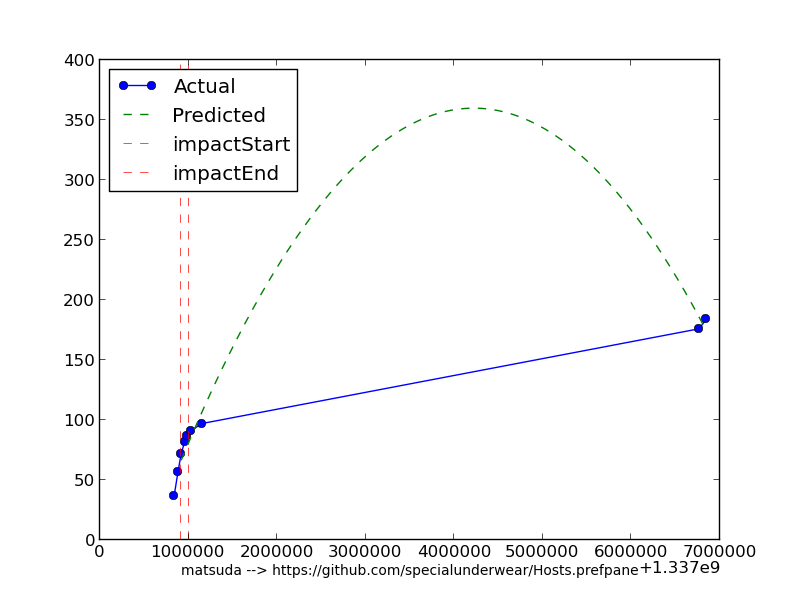 400
350
300
250
200
150
100
50
0
Actual
Predicted
impactStart
impactEnd
0 1000000 2000000 3000000 4000000 5000000 6000000 7000000
matsuda --> https://github.com/specialunderwear/Hosts.prefpane +1.337e9